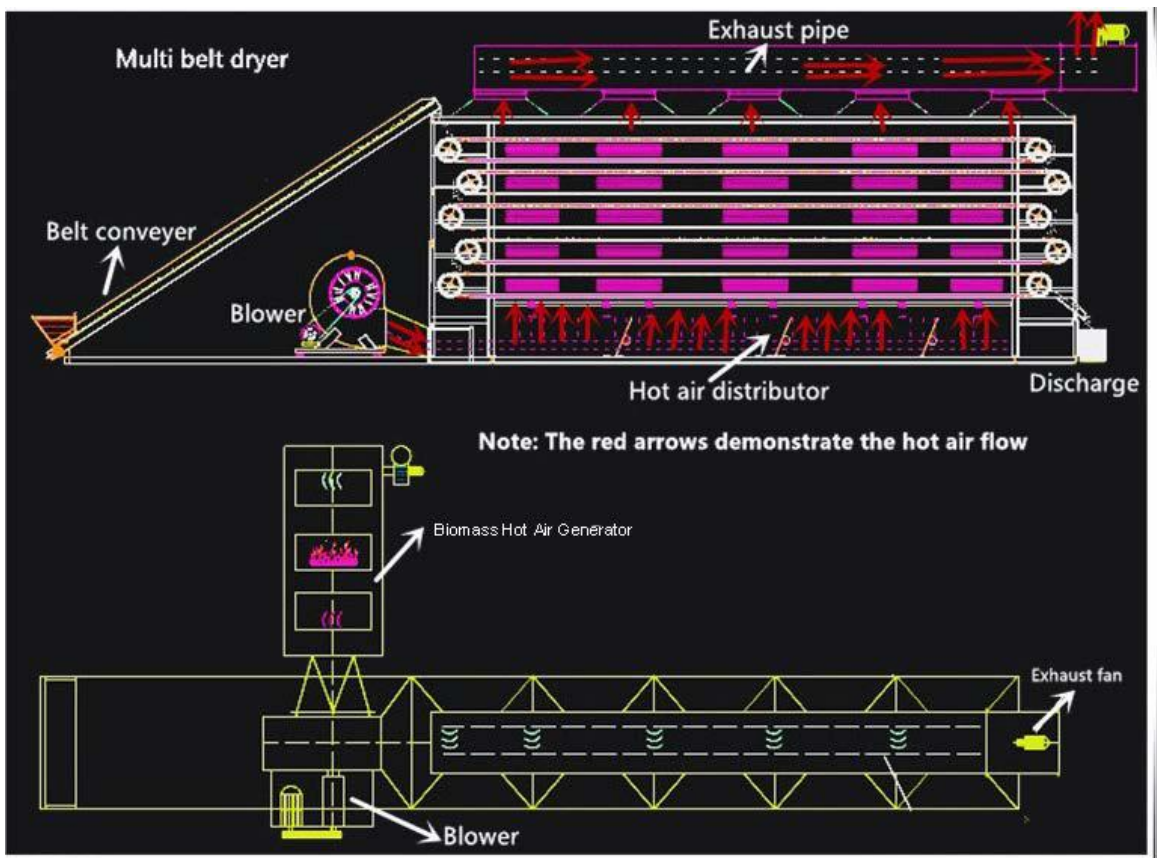 Multi belt dryer
Exhaust pipe
Belt conveyer
Blower
Hot air distributor
Discharge
Note: The red arrows demonstrate the hot air flow
Biomass Hot Air Generator
Exhaust fan
Blower